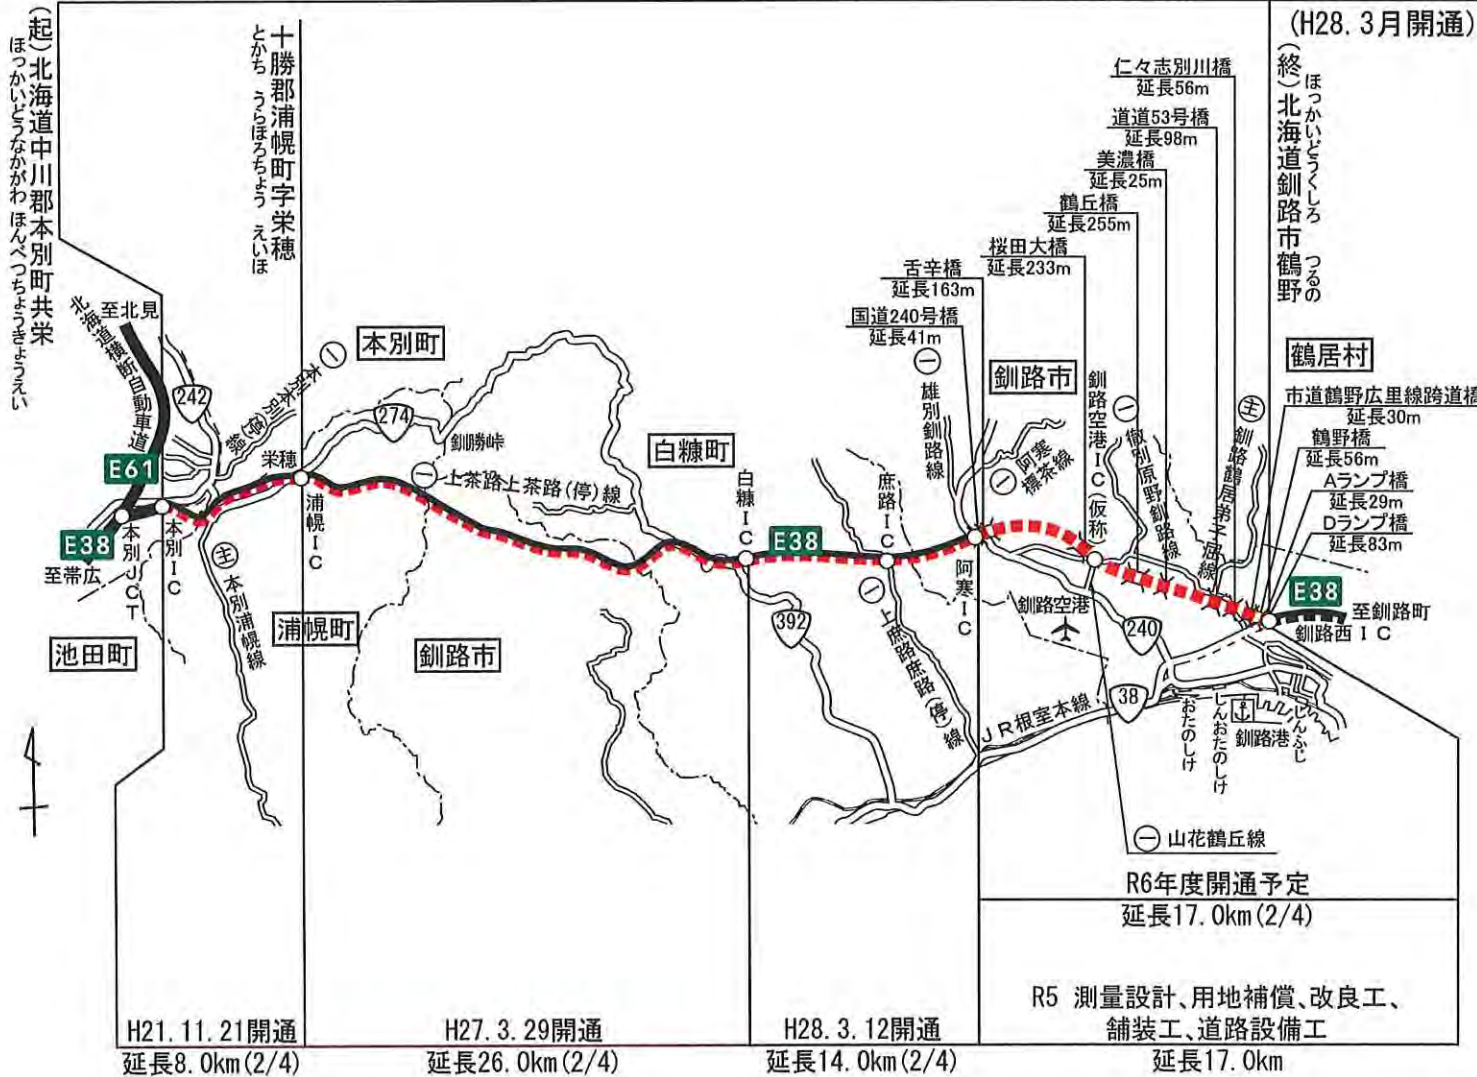 (起)北海道中川郡本別町共栄
ほっかいどうなかがわ ほんべつちょうきょうえい
十勝郡浦幌町字栄穂
とかち うらほろちょう えいほ
(H28. 3月開通)
(終)北海道釧路市鶴野
ほっかいどうくしろ つるの
仁々志別川橋
延長56m
道道53号橋
延長98m
美濃橋
延長25m
鶴丘橋
延長255m
桜田大橋
延長233m
舌辛橋
延長163m
国道240号橋
延長41m
至北見
北海道横断自動車道
242
本別本別(停)線
一
本別町
274
釧勝峠
一
上茶路上茶路(停)線
白糠町
一
雄別釧路線
釧路市
一
阿寒標茶線
釧路空港IC(仮称)
一
徹別原野釧路線
主
釧路鶴居弟子屈線
鶴居村
市道鶴野広里線跨道橋
延長30m
鶴野橋
延長56m
Aランプ橋
延長29m
Dランプ橋
延長83m
E61
栄穂
E38
至帯広
本別JCT
本別IC
浦幌IC
白糠IC
E38
庶路IC
阿寒IC
E38
至釧路町
釧路西IC
主
本別浦幌線
池田町
浦幌町
釧路市
392
一
上庶路庶路(停)線
釧路空港
240
38
JR根室本線
おたのしけ
しんおたのしけ
釧路港
しんふじ
一
山花鶴丘線
R6年度開通予定
延長17.0km(2/4)
R5 測量設計、用地補償、改良工、
舗装工、道路設備工
H21.11.21開通
H27.3.29開通
H28.3.12開通
延長8.0km(2/4)
延長26.0km(2/4)
延長14.0km(2/4)
延長17.0km